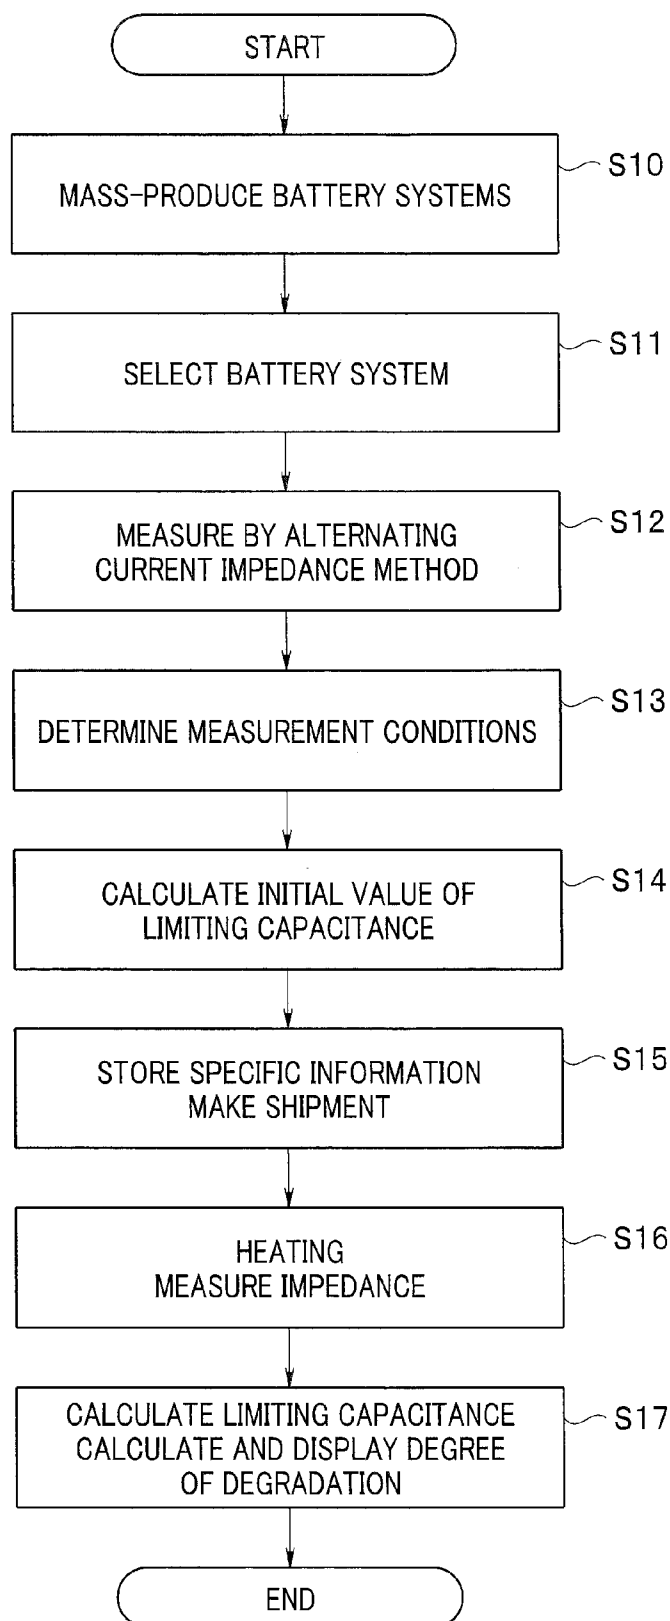 START
MASS-PRODUCE BATTERY SYSTEMS
S10
SELECT BATTERY SYSTEM
S11
MEASURE BY ALTERNATING
CURRENT IMPEDANCE METHOD
S12
DETERMINE MEASUREMENT CONDITIONS
S13
CALCULATE INITIAL VALUE OF
LIMITING CAPACITANCE
S14
STORE SPECIFIC INFORMATION
MAKE SHIPMENT
S15
HEATING
MEASURE IMPEDANCE
S16
CALCULATE LIMITING CAPACITANCE
CALCULATE AND DISPLAY DEGREE
OF DEGRADATION
S17
END